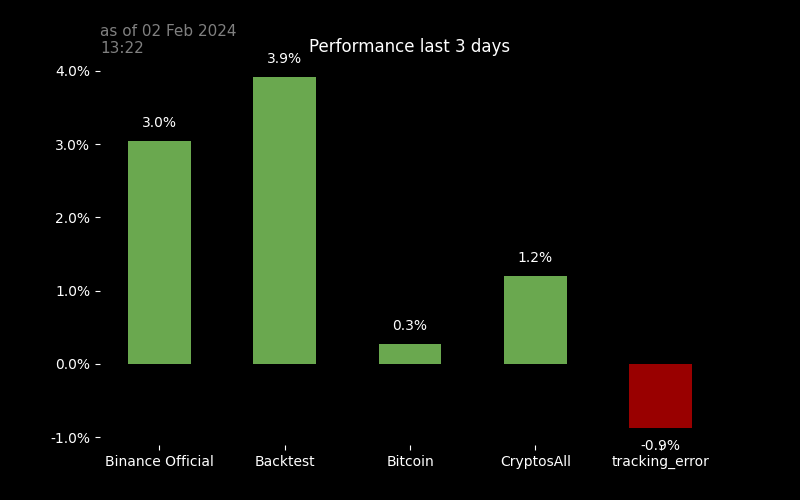 as of 02 Feb 2024
13:22
Performance last 3 days
4.0%
3.0%
2.0%
1.0%
0.0%
-1.0%
3.0%
3.9%
0.3%
1.2%
-0.9%
Binance Official
Backtest
Bitcoin
CryptosAll
tracking_error